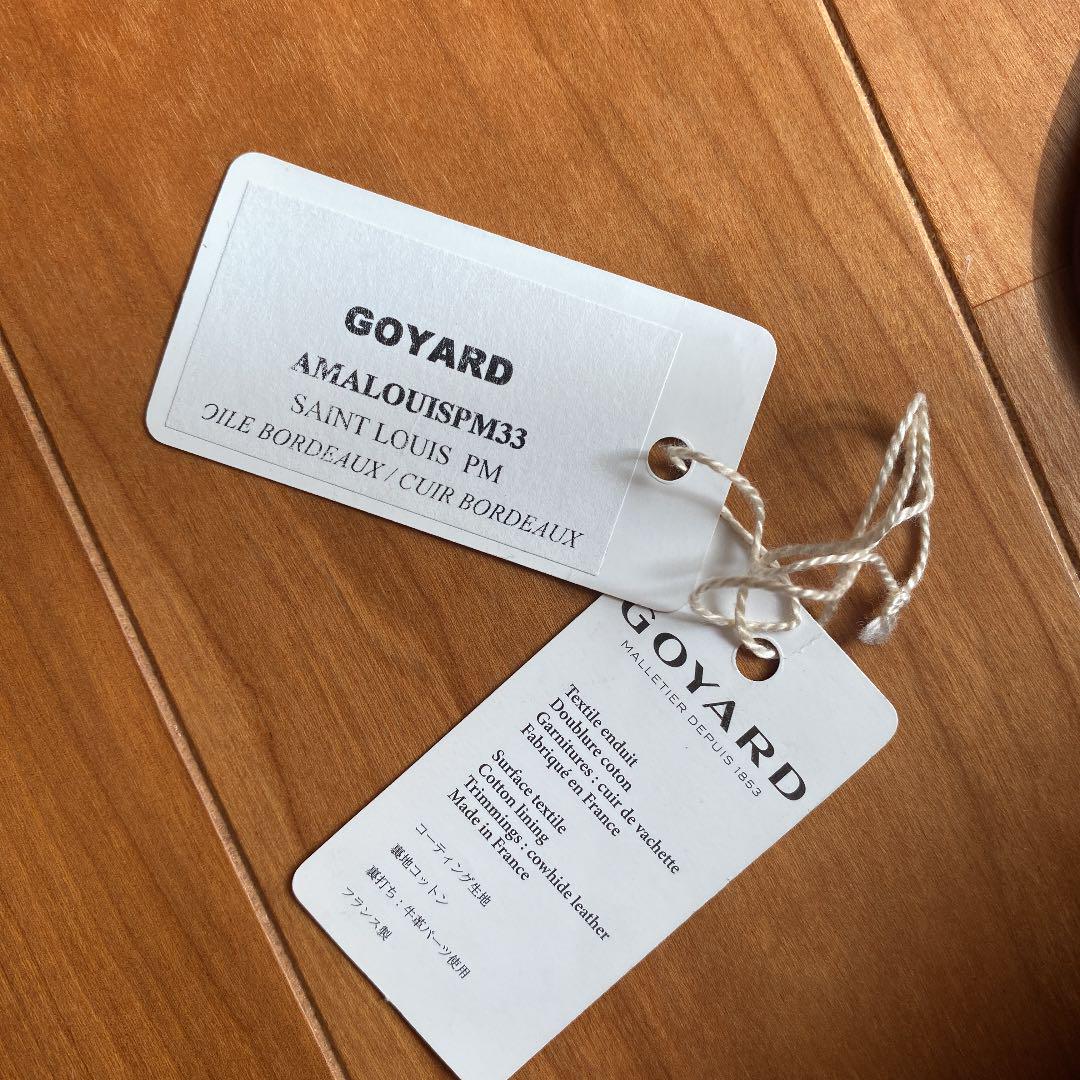 GOYARD
AMALOUISPM33
SAINT LOUIS PM
OILE BORDEAUX / CUIR BORDEAUX
GOYARD
MALLETIER DEPUIS 1853
Textile enduit
Doublure coton
Garnitures : cuir de vachette
Fabriqué en France
Surface textile
Cotton lining
Trimmings : cowhide leather
Made in France
コーティング生地
裏地コットン
裏打ち：牛革パーツ使用
フランス製